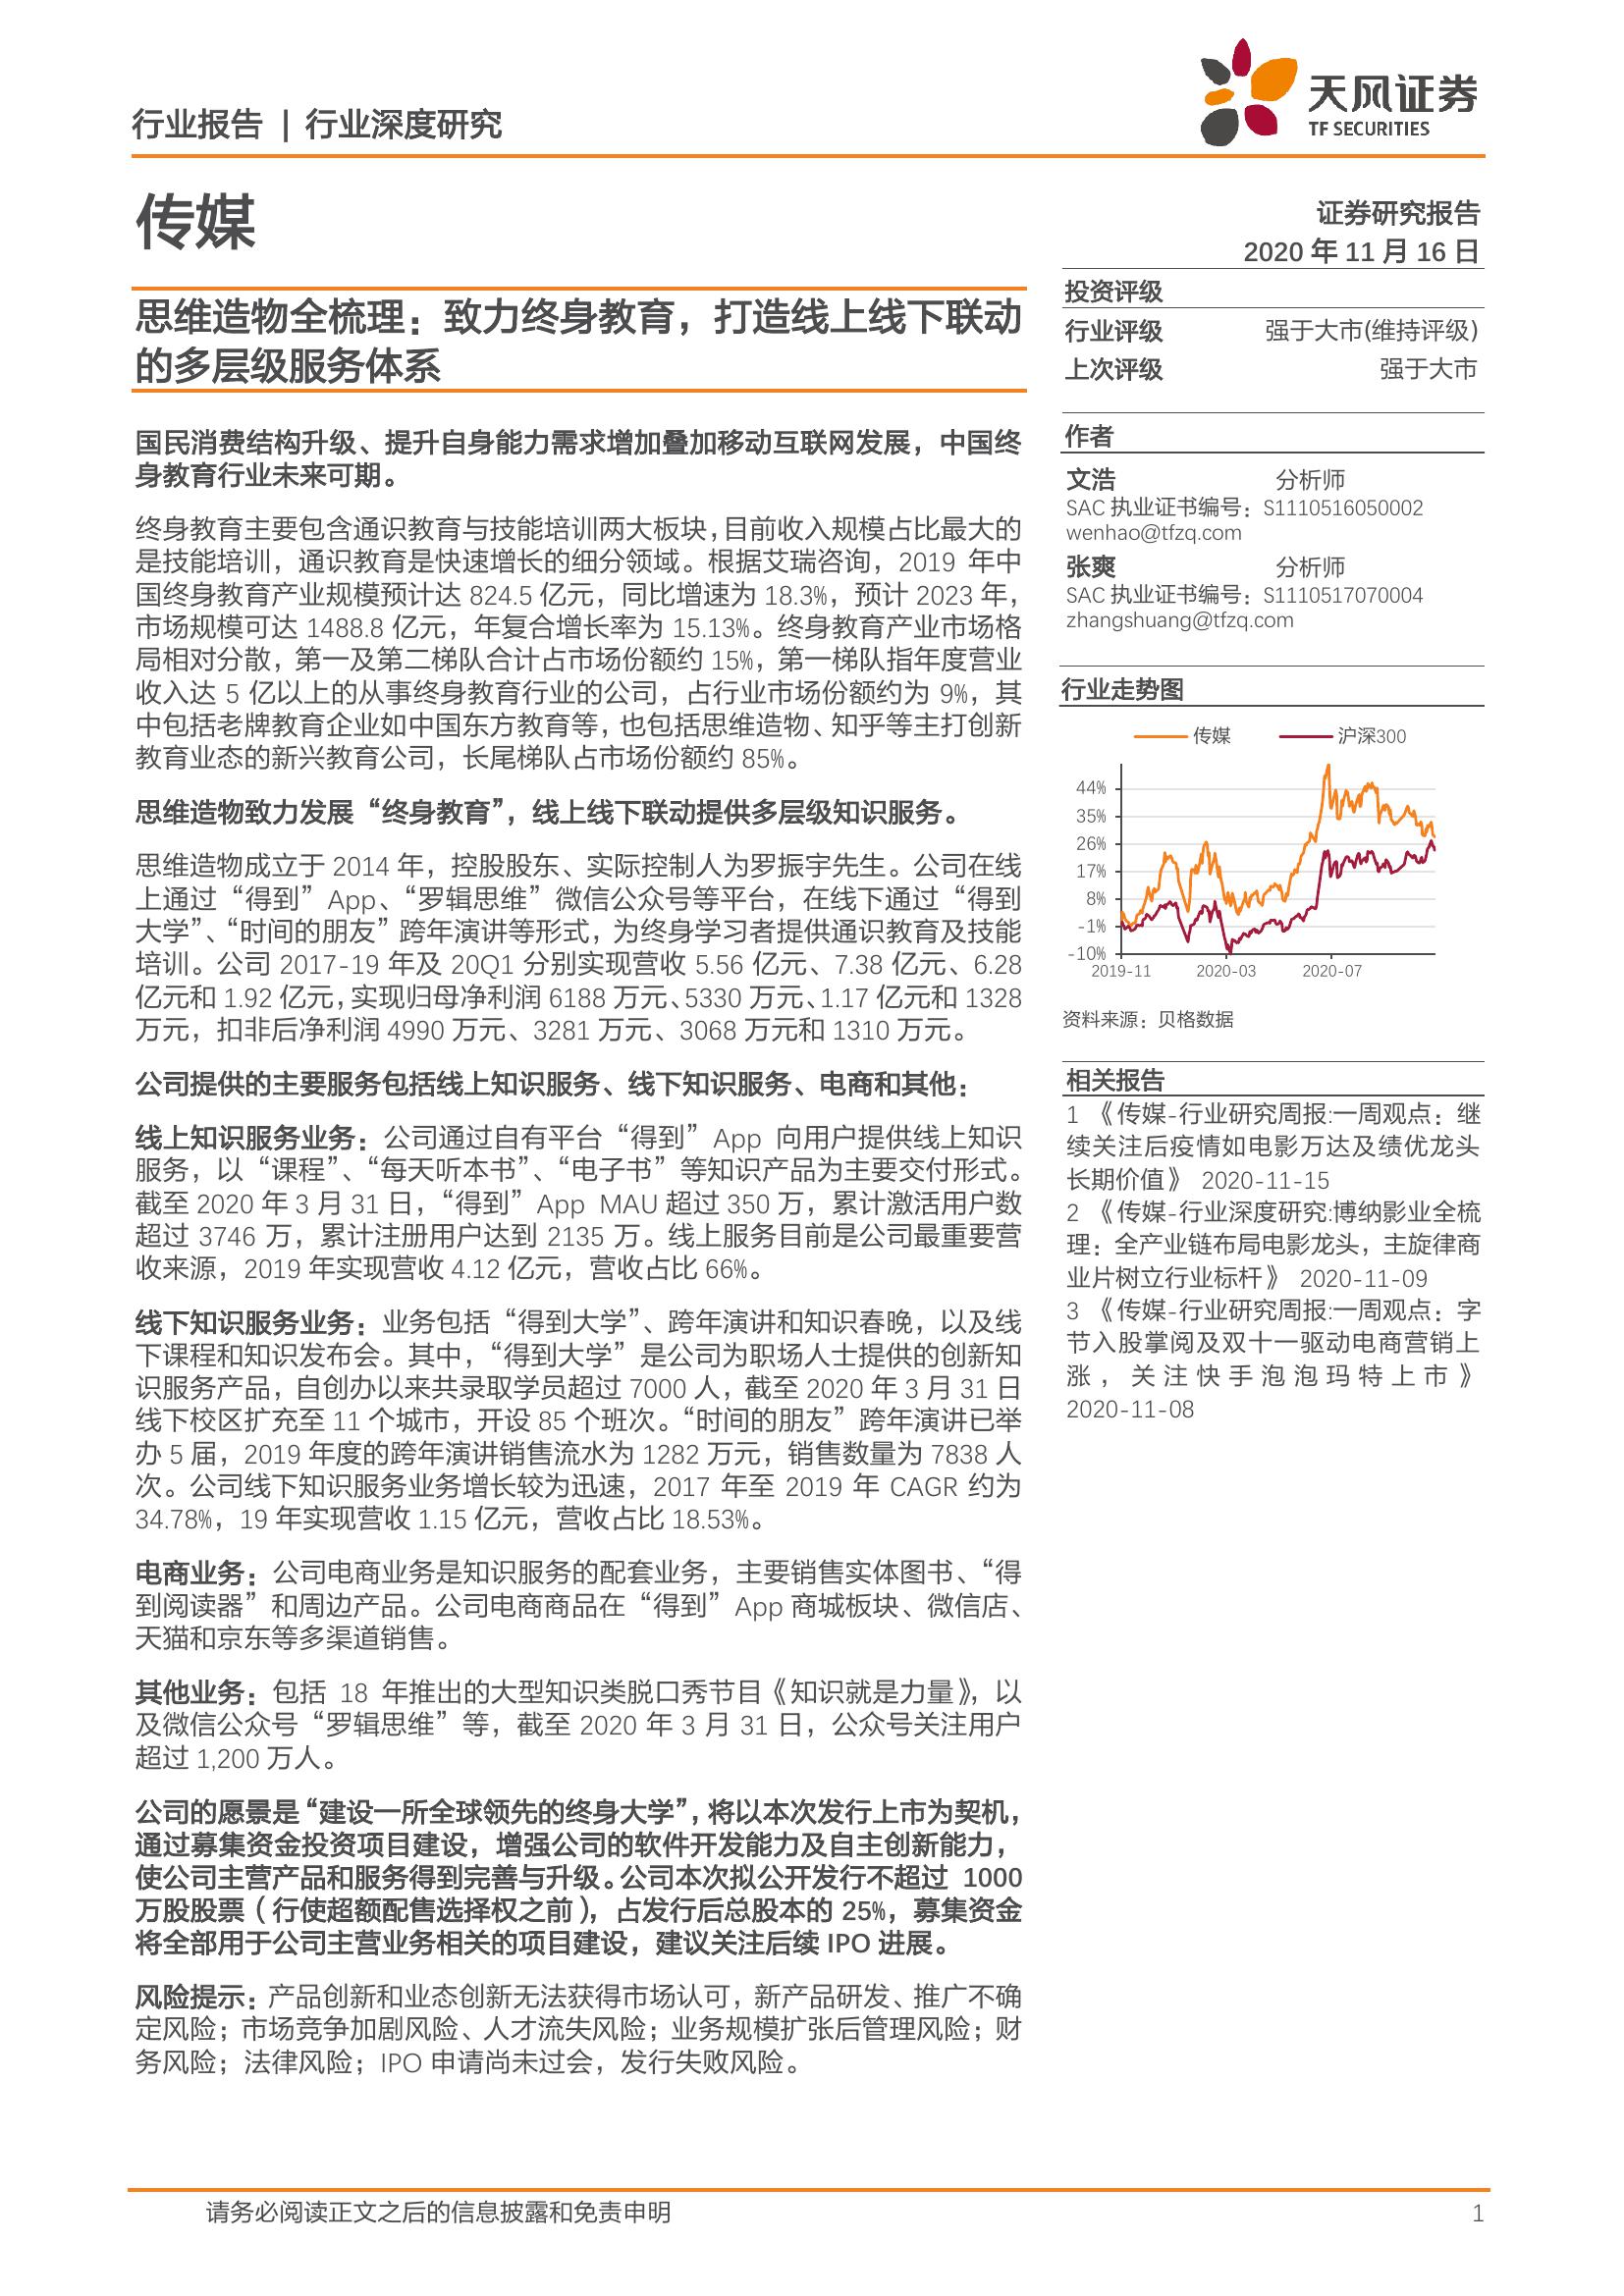 行业报告 | 行业深度研究
天风证券
TF SECURITIES
传媒
证券研究报告
2020 年 11 月 16 日
思维造物全梳理：致力终身教育，打造线上线下联动
的多层级服务体系
国民消费结构升级、提升自身能力需求增加叠加移动互联网发展，中国终
身教育行业未来可期。
终身教育主要包含通识教育与技能培训两大板块，目前收入规模占比最大的
是技能培训，通识教育是快速增长的细分领域。根据艾瑞咨询，2019 年中
国终身教育产业规模预计达 824.5 亿元，同比增速为 18.3%，预计 2023 年，
市场规模可达 1488.8 亿元，年复合增长率为 15.13%。终身教育产业市场格
局相对分散，第一及第二梯队合计占市场份额约 15%，第一梯队指年度营业
收入达 5 亿以上的从事终身教育行业的公司，占行业市场份额约为 9%，其
中包括老牌教育企业如中国东方教育等，也包括思维造物、知乎等主打创新
教育业态的新兴教育公司，长尾梯队占市场份额约 85%。
思维造物致力发展“终身教育”，线上线下联动提供多层级知识服务。
思维造物成立于 2014 年，控股股东、实际控制人为罗振宇先生。公司在线
上通过“得到”App、“罗辑思维”微信公众号等平台，在线下通过“得到
大学”、“时间的朋友”跨年演讲等形式，为终身学习者提供通识教育及技能
培训。公司 2017-19 年及 20Q1 分别实现营收 5.56 亿元、7.38 亿元、6.28
亿元和 1.92 亿元，实现归母净利润 6188 万元、5330 万元、1.17 亿元和 1328
万元，扣非后净利润 4990 万元、3281 万元、3068 万元和 1310 万元。
公司提供的主要服务包括线上知识服务、线下知识服务、电商和其他：
线上知识服务业务：公司通过自有平台“得到”App 向用户提供线上知识
服务，以“课程”、“每天听本书”、“电子书”等知识产品为主要交付形式。
截至 2020 年 3 月 31 日，“得到”App MAU 超过 350 万，累计激活用户数
超过 3746 万，累计注册用户达到 2135 万。线上服务目前是公司最重要营
收来源，2019 年实现营收 4.12 亿元，营收占比 66%。
线下知识服务业务：业务包括“得到大学”、跨年演讲和知识春晚，以及线
下课程和知识发布会。其中，“得到大学”是公司为职场人士提供的创新知
识服务产品，自创办以来共录取学员超过 7000 人，截至 2020 年 3 月 31 日
线下校区扩充至 11 个城市，开设 85 个班次。“时间的朋友”跨年演讲已举
办 5 届，2019 年度的跨年演讲销售流水为 1282 万元，销售数量为 7838 人
次。公司线下知识服务业务增长较为迅速，2017 年至 2019 年 CAGR 约为
34.78%，19 年实现营收 1.15 亿元，营收占比 18.53%。
电商业务：公司电商业务是知识服务的配套业务，主要销售实体图书、“得
到阅读器”和周边产品。公司电商商品在“得到”App 商城板块、微信店、
天猫和京东等多渠道销售。
其他业务：包括 18 年推出的大型知识类脱口秀节目《知识就是力量》，以
及微信公众号“罗辑思维”等，截至 2020 年 3 月 31 日，公众号关注用户
超过 1,200 万人。
公司的愿景是“建设一所全球领先的终身大学”，将以本次发行上市为契机，
通过募集资金投资项目建设，增强公司的软件开发能力及自主创新能力，
使公司主营产品和服务得到完善与升级。公司本次拟公开发行不超过 1000
万股股票（行使超额配售选择权之前），占发行后总股本的 25%，募集资金
将全部用于公司主营业务相关的项目建设，建议关注后续 IPO 进展。
风险提示：产品创新和业态创新无法获得市场认可，新产品研发、推广不确
定风险；市场竞争加剧风险、人才流失风险；业务规模扩张后管理风险；财
务风险；法律风险；IPO 申请尚未过会，发行失败风险。
投资评级
行业评级 强于大市(维持评级)
上次评级 强于大市
作者
文浩 分析师
SAC 执业证书编号：S1110516050002
wenhao@tfzq.com
张爽 分析师
SAC 执业证书编号：S1110517070004
zhangshuang@tfzq.com
行业走势图
传媒 沪深300
44%
35%
26%
17%
8%
-1%
-10%
2019-11 2020-03 2020-07
资料来源：贝格数据
相关报告
1 《传媒-行业研究周报:一周观点：继
续关注后疫情如电影万达及绩优龙头
长期价值》 2020-11-15
2 《传媒-行业深度研究:博纳影业全梳
理：全产业链布局电影龙头，主旋律商
业片树立行业标杆》 2020-11-09
3 《传媒-行业研究周报:一周观点：字
节入股掌阅及双十一驱动电商营销上
涨，关注快手泡泡玛特上市》
2020-11-08
请务必阅读正文之后的信息披露和免责申明 1